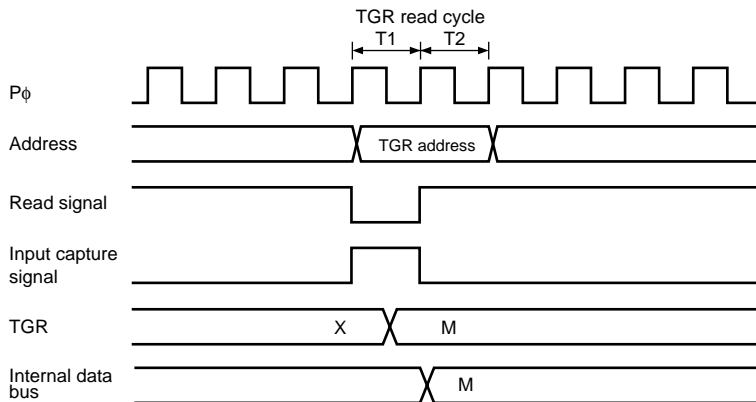 TGR read cycle
T1 T2
Pϕ
Address
TGR address
Read signal
Input capture
signal
TGR
X M
Internal data
bus
M